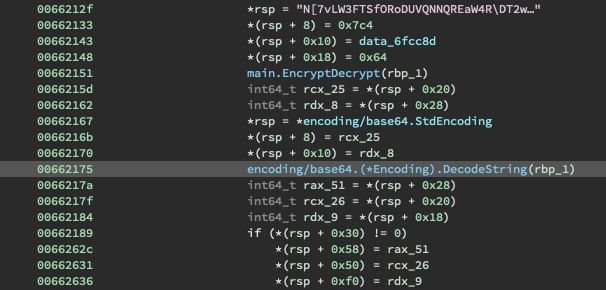 0066212f *rsp = "N[7vLW3FTSfORoDUVQNNQREaW4R\DT2w…"
00662133 *(rsp + 8) = 0x7c4
0066213c *(rsp + 0x10) = data_6fcc8d
00662148 *(rsp + 0x18) = 0x64
00662151 main.EncryptDecrypt(rbp_1)
0066215d int64_t rcx_25 = *(rsp + 0x20)
00662162 int64_t rdx_8 = *(rsp + 0x28)
00662167 *rsp = *encoding/base64.StdEncoding
0066216b *(rsp + 8) = rcx_25
00662170 *(rsp + 0x10) = rdx_8
00662175 encoding/base64.(*Encoding).DecodeString(rbp_1)
0066217a int64_t rax_51 = *(rsp + 0x28)
0066217f int64_t rcx_26 = *(rsp + 0x20)
00662184 int64_t rdx_9 = *(rsp + 0x18)
00662189 if (*(rsp + 0x30) != 0)
0066262c *(rsp + 0x58) = rax_51
00662631 *(rsp + 0x50) = rcx_26
00662636 *(rsp + 0xf0) = rdx_9